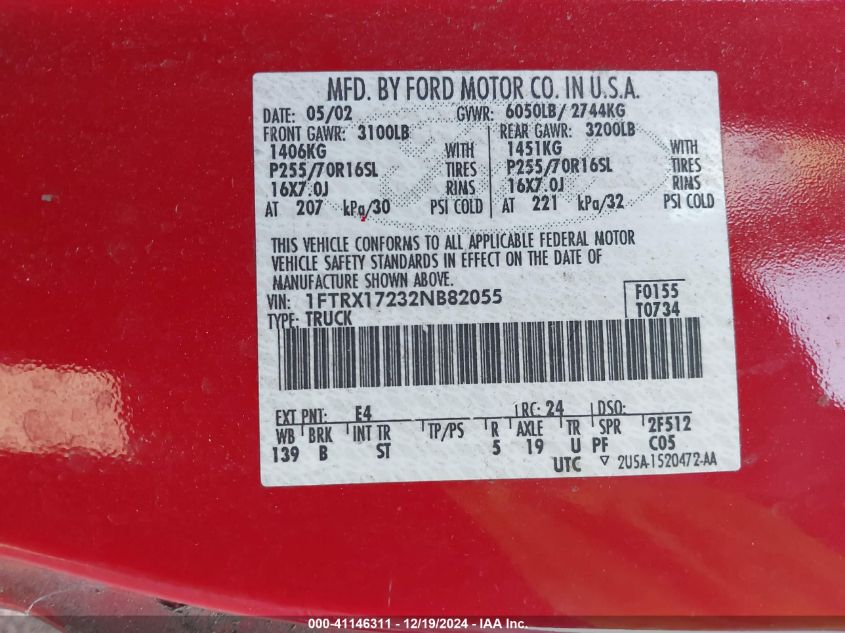 MFD. BY FORD MOTOR CO. IN U.S.A.
DATE: 05/02 GVWR: 6050LB/ 2744KG
FRONT GAWR: 3100LB REAR GAWR: 3200LB
1406KG WITH 1451KG WITH
P255/70R16SL TIRES P255/70R16SL TIRES
16X7.0J RIMS 16X7.0J RIMS
AT 207 kPa/30 PSI COLD AT 221 kPa/32 PSI COLD
THIS VEHICLE CONFORMS TO ALL APPLICABLE FEDERAL MOTOR
VEHICLE SAFETY STANDARDS IN EFFECT ON THE DATE OF
MANUFACTURE SHOWN ABOVE.
VIN: 1FTRX17232NB82055 F0155
TYPE: TRUCK T0734
EXT PNT: E4 RC: 24 DSO:
WB BRK INT TR TP/PS R AXLE TR SPR 2F512
139 B ST 5 19 U PF C05
UTC ▽ 2U5A-1520472-AA
000-41146311 - 12/19/2024 - IAA Inc.